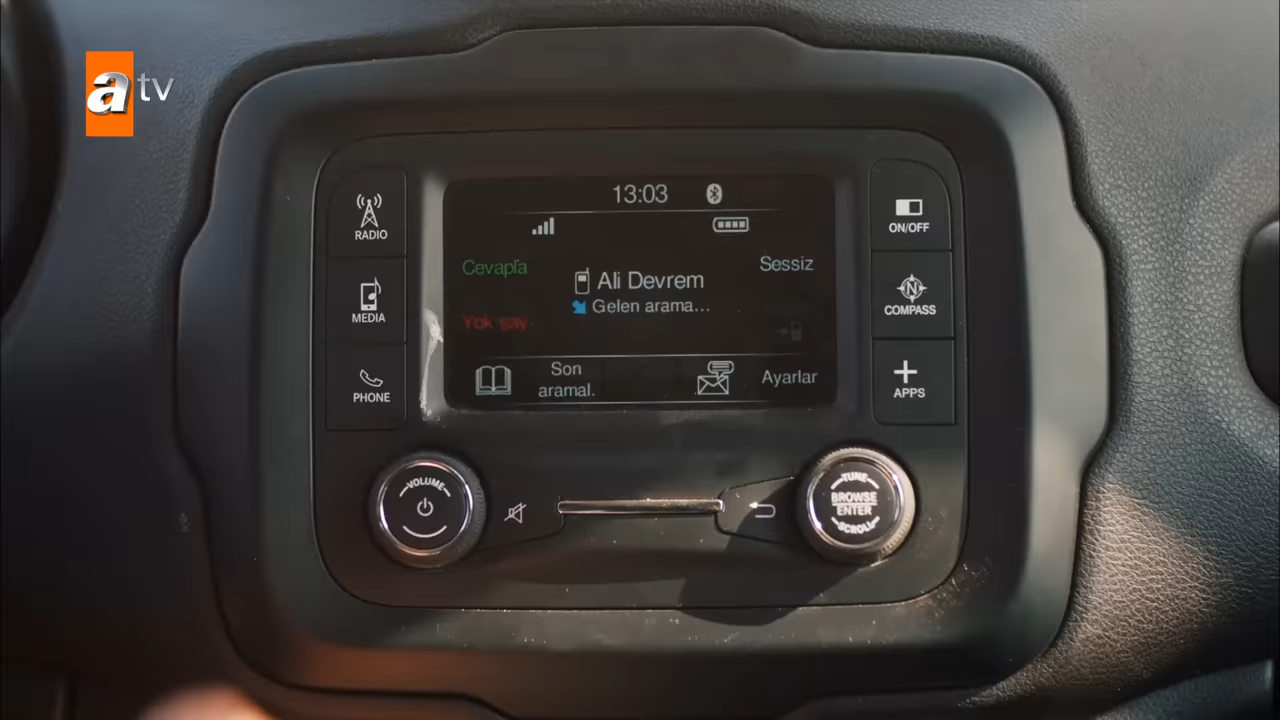 atv
13:03
RADIO
MEDIA
PHONE
Cevapla
Yok say
Ali Devrem
Gelen arama...
Sessiz
Son
aramal.
Ayarlar
ON/OFF
N
COMPASS
APPS
VOLUME
TUNE
BROWSE
ENTER
SCROLL